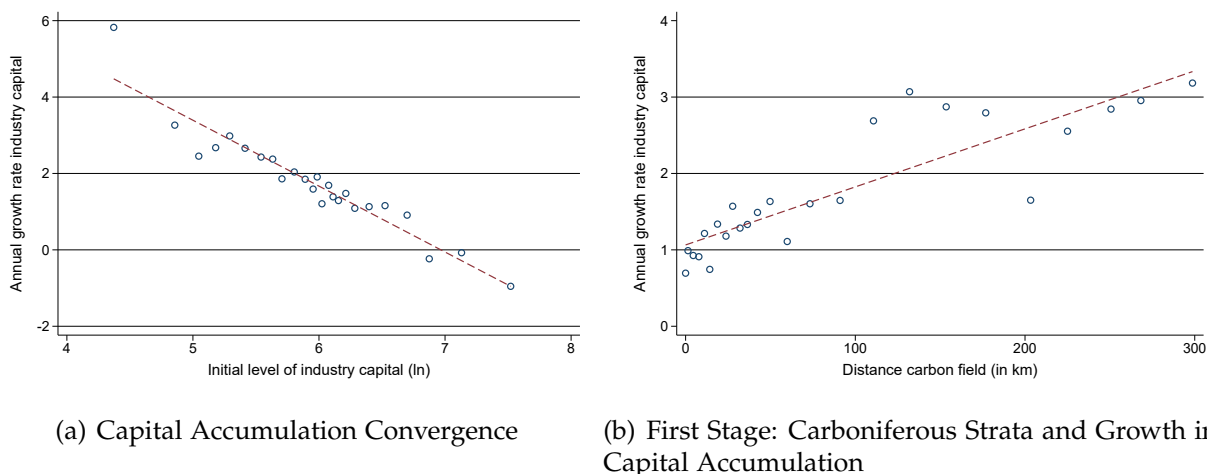 Annual growth rate industry capital
6
4
2
0
-2
4 5 6 7 8
Initial level of industry capital (ln)
(a) Capital Accumulation Convergence
Annual growth rate industry capital
4
3
2
1
0
0 100 200 300
Distance carbon field (in km)
(b) First Stage: Carboniferous Strata and Growth in
Capital Accumulation